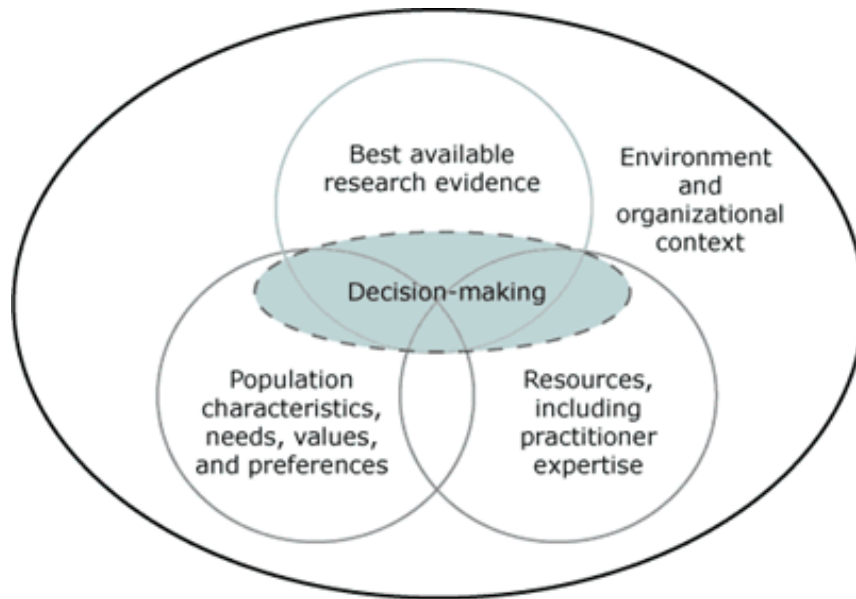 Best available
research evidence
Environment
and
organizational
context
Decision-making
Population
characteristics,
needs, values,
and preferences
Resources,
including
practitioner
expertise